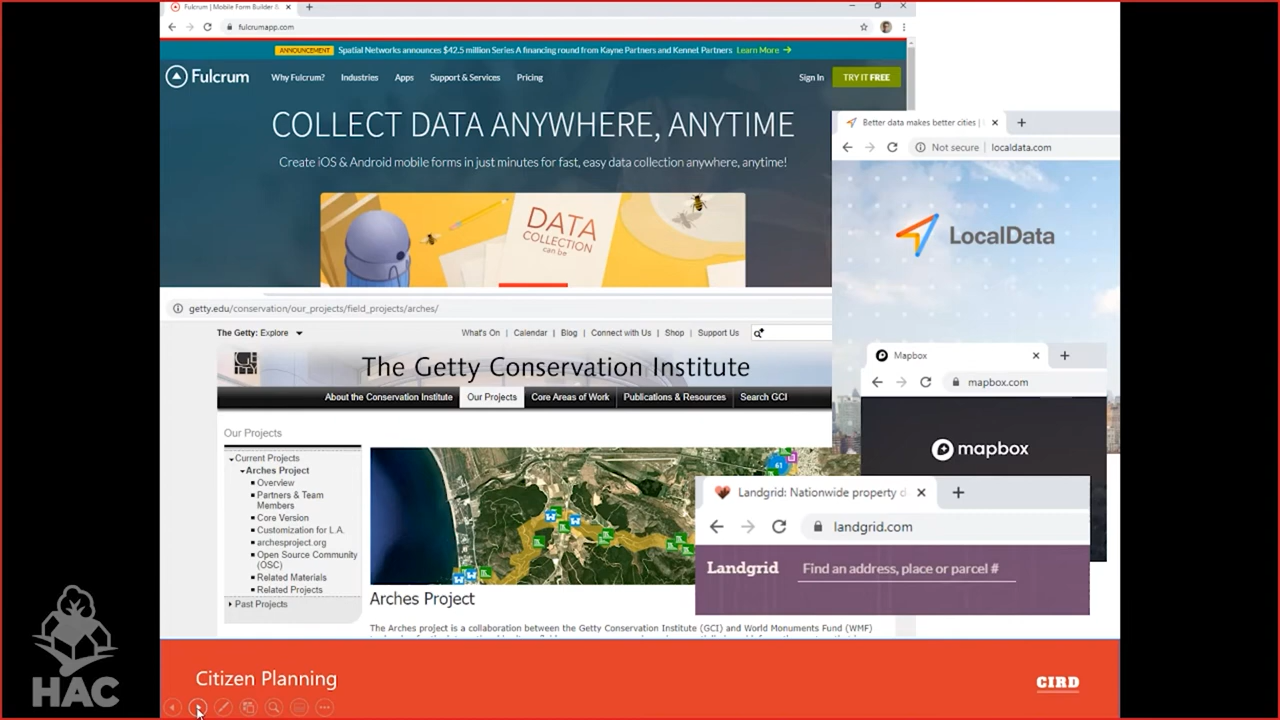 Fulcrum | Mobile Form Builder &
fulcrumapp.com
ANNOUNCEMENT Spatial Networks announces $42.5 million Series A financing round from Kayne Partners and Kennet Partners Learn More
Fulcrum Why Fulcrum? Industries Apps Support & Services Pricing Sign In TRY IT FREE
COLLECT DATA ANYWHERE, ANYTIME
Create iOS & Android mobile forms in just minutes for fast, easy data collection anywhere, anytime!
DATA
COLLECTION
can be
Better data makes better cities |
Not secure | localdata.com
LocalData
getty.edu/conservation/our_projects/field_projects/arches/
The Getty: Explore What's On | Calendar | Blog | Connect with Us | Shop | Support Us
The Getty Conservation Institute
About the Conservation Institute Our Projects Core Areas of Work Publications & Resources Search GCI
Our Projects
Current Projects
Arches Project
Overview
Partners & Team
Members
Core Version
Customization for L.A.
archesproject.org
Open Source Community
(OSC)
Related Materials
Related Projects
Past Projects
61
Arches Project
The Arches project is a collaboration between the Getty Conservation Institute (GCI) and World Monuments Fund (WMF)
Mapbox
mapbox.com
mapbox
Landgrid: Nationwide property d
landgrid.com
Landgrid Find an address, place or parcel #
Citizen Planning
CIRD
HAC